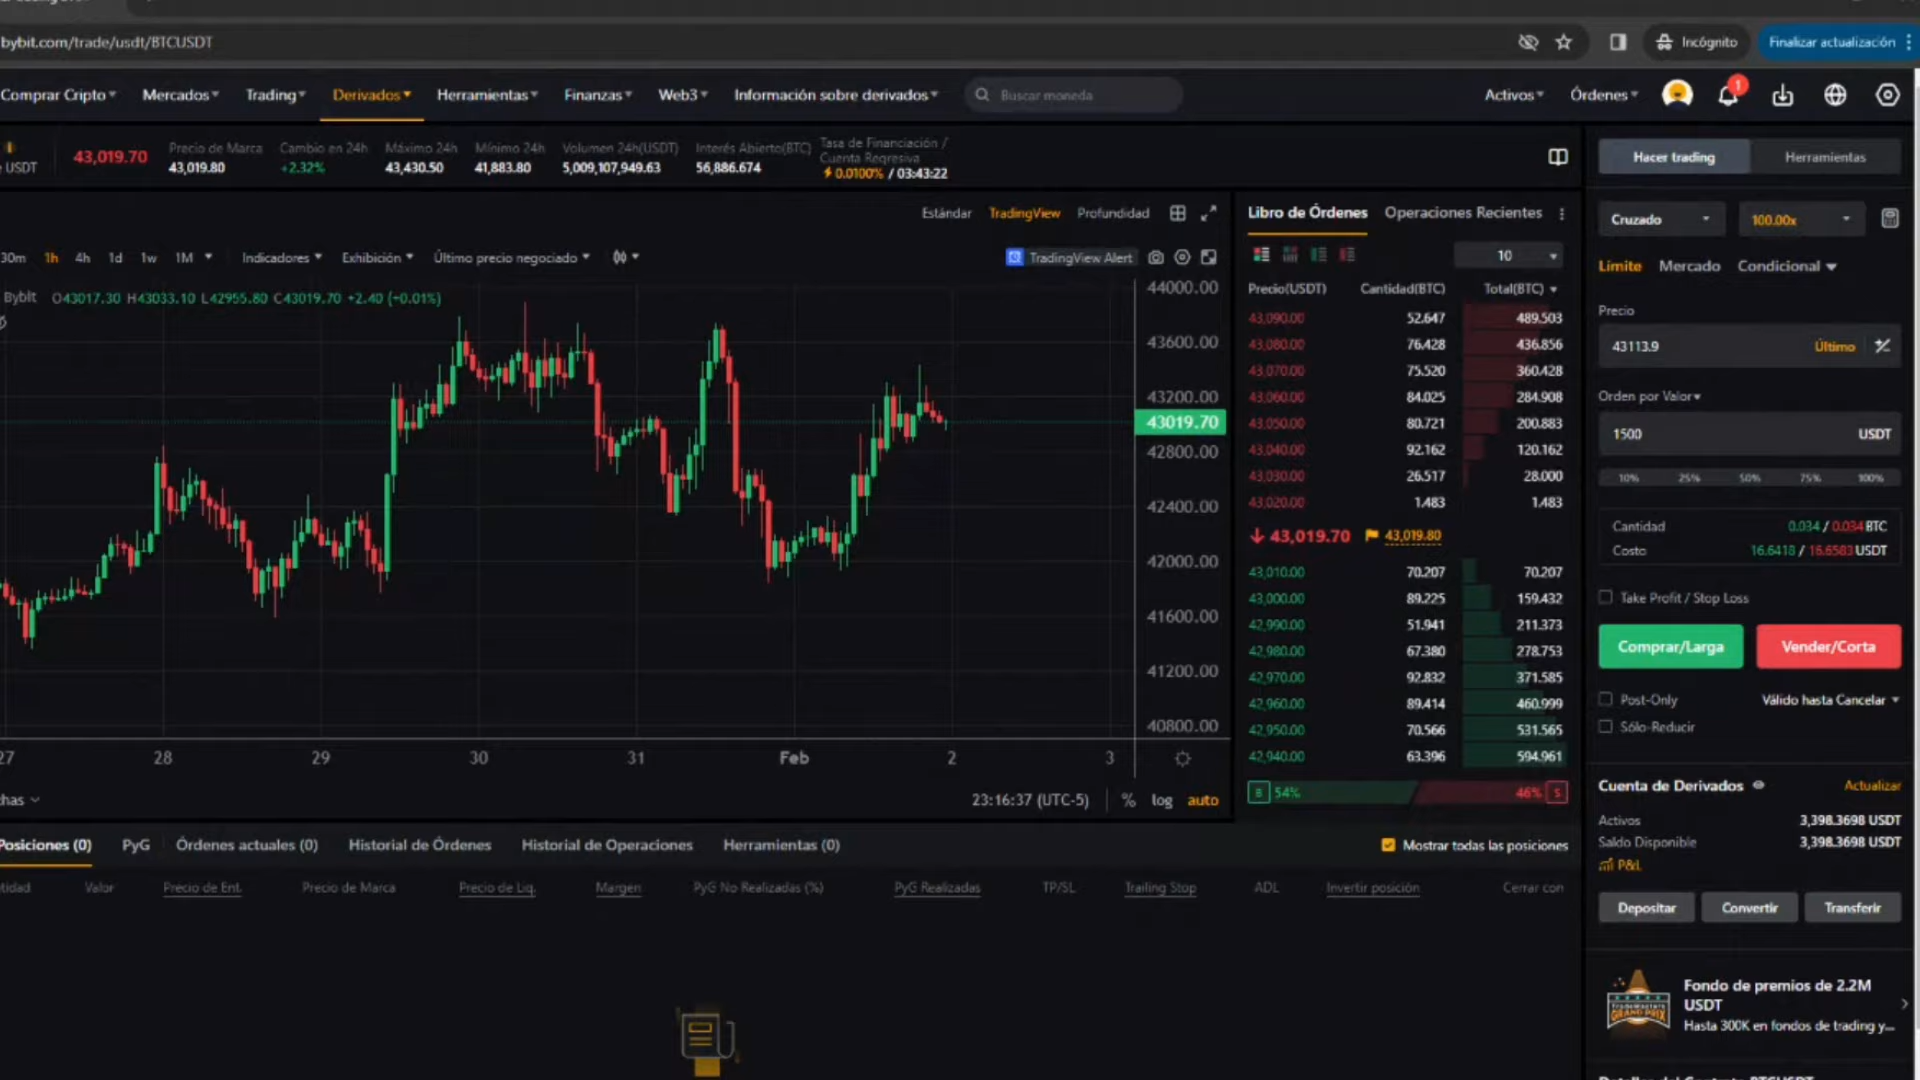 bybit.com/trade/usdt/BTCUSDT
Incógnito
Finalizar actualización
Comprar Cripto
Mercados
Trading
Derivados
Herramientas
Finanzas
Web3
Información sobre derivados
Buscar moneda
Activos
Órdenes
1
USDT
43,019.70
Precio de Marca
43,019.80
Cambio en 24h
+2.32%
Máximo 24h
43,430.50
Mínimo 24h
41,883.80
Volumen 24h(USDT)
5,009,107,949.63
Interés Abierto(BTC)
56,886.674
Tasa de Financiación /
Cuenta Regresiva
0.0100% / 03:43:22
Estándar
TradingView
Profundidad
30m
1h
4h
1d
1w
1M
Indicadores
Exhibición
Último precio negociado
TradingView Alert
Bybit O43017.30 H43033.10 L42955.80 C43019.70 +2.40 (+0.01%)
44000.00
43600.00
43200.00
43019.70
42800.00
42400.00
42000.00
41600.00
41200.00
40800.00
27
28
29
30
31
Feb
2
3
23:16:37 (UTC-5)
%
log
auto
Libro de Órdenes
Operaciones Recientes
10
Precio(USDT) Cantidad(BTC) Total(BTC)
43,090.00 52.647 489.503
43,080.00 76.428 436.856
43,070.00 75.520 360.428
43,060.00 84.025 284.908
43,050.00 80.721 200.883
43,040.00 92.162 120.162
43,030.00 26.517 28.000
43,020.00 1.483 1.483
43,019.70 43,019.80
43,010.00 70.207 70.207
43,000.00 89.225 159.432
42,990.00 51.941 211.373
42,980.00 67.380 278.753
42,970.00 92.832 371.585
42,960.00 89.414 460.999
42,950.00 70.566 531.565
42,940.00 63.396 594.961
B 54% 46% S
Hacer trading
Herramientas
Cruzado
100.00x
Límite
Mercado
Condicional
Precio
43113.9
Último
Orden por Valor
1500
USDT
10% 25% 50% 75% 100%
Cantidad 0.034 / 0.034 BTC
Costo 16.6418 / 16.6583 USDT
Take Profit / Stop Loss
Comprar/Larga
Vender/Corta
Post-Only
Válido hasta Cancelar
Sólo-Reducir
Cuenta de Derivados
Actualizar
Activos 3,398.3698 USDT
Saldo Disponible 3,398.3698 USDT
P&L
Depositar
Convertir
Transferir
TradeMasters
GRAND PRIX
Fondo de premios de 2.2M
USDT
Hasta 300K en fondos de trading y...
Posiciones (0)
PyG
Órdenes actuales (0)
Historial de Órdenes
Historial de Operaciones
Herramientas (0)
Mostrar todas las posiciones
Valor
Precio de Ent.
Precio de Marca
Precio de Liq.
Margen
PyG No Realizadas (%)
PyG Realizadas
TP/SL
Trailing Stop
ADL
Invertir posición
Cerrar con